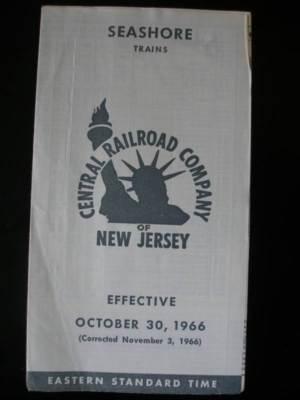 SEASHORE
TRAINS
CENTRAL RAILROAD COMPANY
OF
NEW JERSEY
EFFECTIVE
OCTOBER 30, 1966
(Corrected November 3, 1966)
EASTERN STANDARD TIME